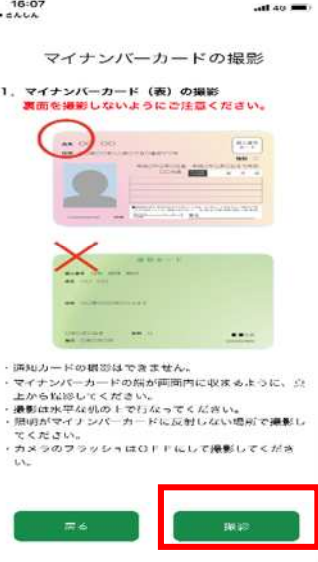 16:07
4G
マイナンバーカードの撮影
1. マイナンバーカード（表）の撮影
裏面を撮影しないようにご注意ください。
通知カード
・通知カードの撮影はできません。
・マイナンバーカードの端が画面内に収まるように、真
上から撮影してください。
・撮影は水平な机の上で行なってください。
・照明がマイナンバーカードに反射しない場所で撮影し
てください。
・カメラのフラッシュはOFFにして撮影してくださ
い。
戻る
撮影